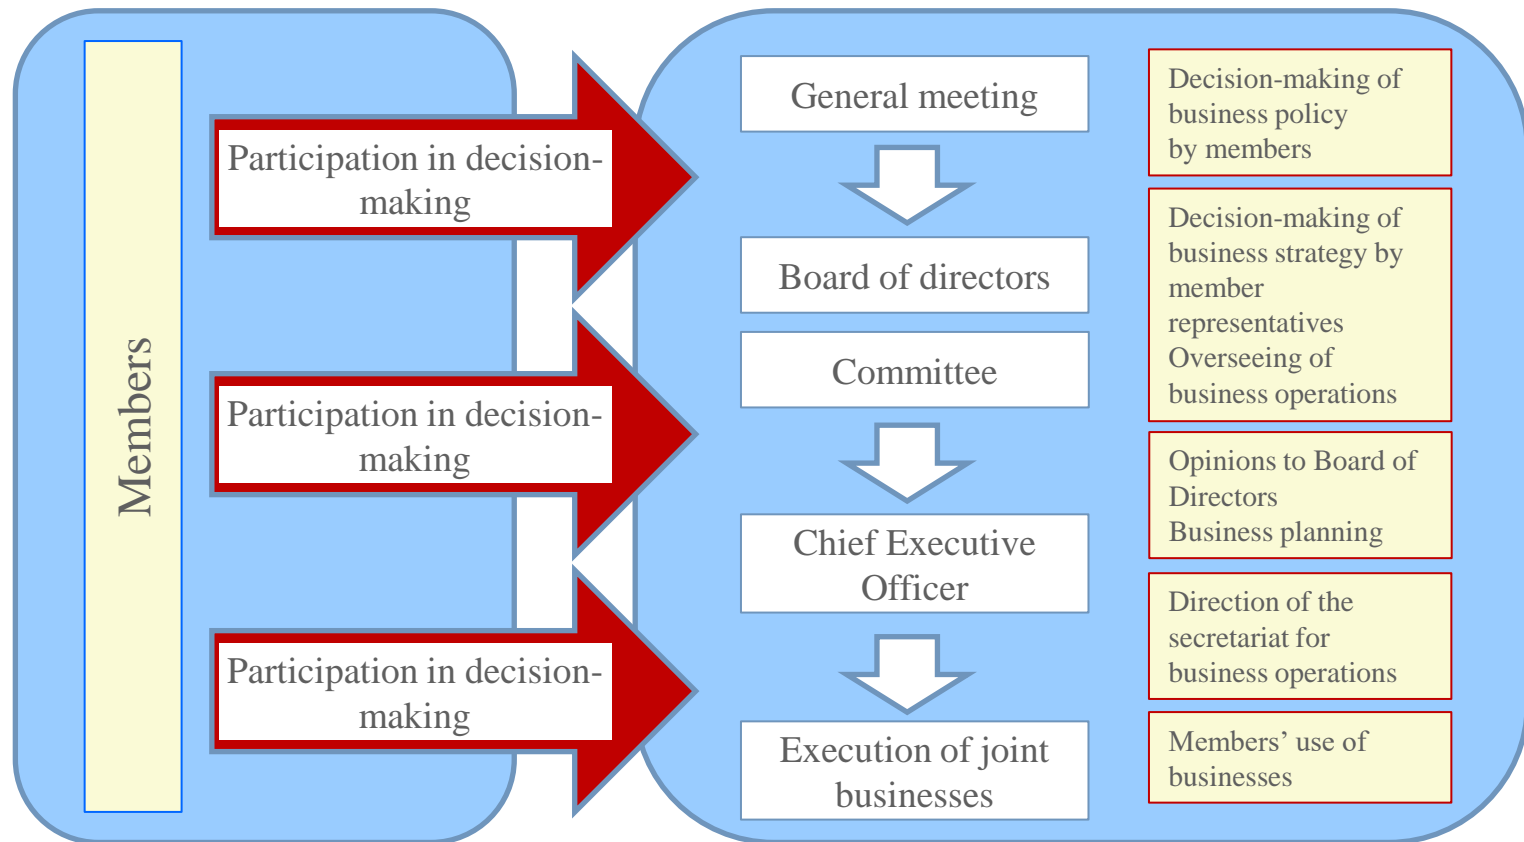 Members
Participation in decision-
making
Participation in decision-
making
Participation in decision-
making
General meeting
Board of directors
Committee
Chief Executive
Officer
Execution of joint
businesses
Decision-making of
business policy
by members
Decision-making of
business strategy by
member
representatives
Overseeing of
business operations
Opinions to Board of
Directors
Business planning
Direction of the
secretariat for
business operations
Members’ use of
businesses